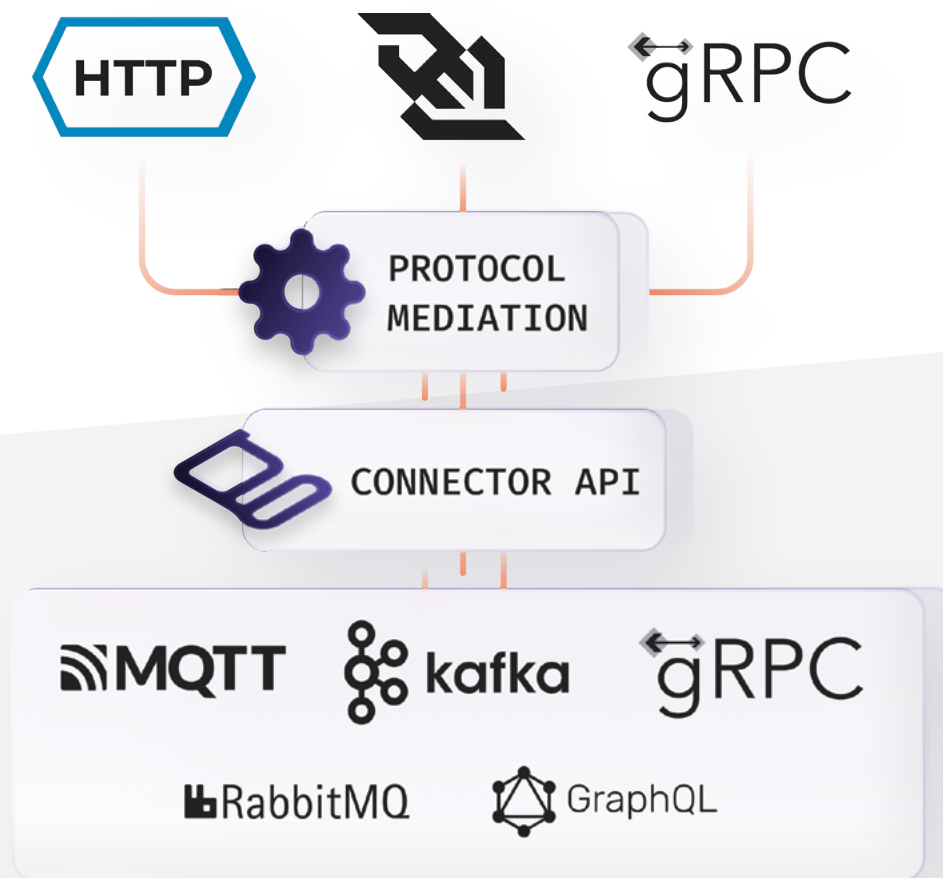 HTTP
gRPC
PROTOCOL
MEDIATION
CONNECTOR API
MQTT
kafka
gRPC
RabbitMQ
GraphQL